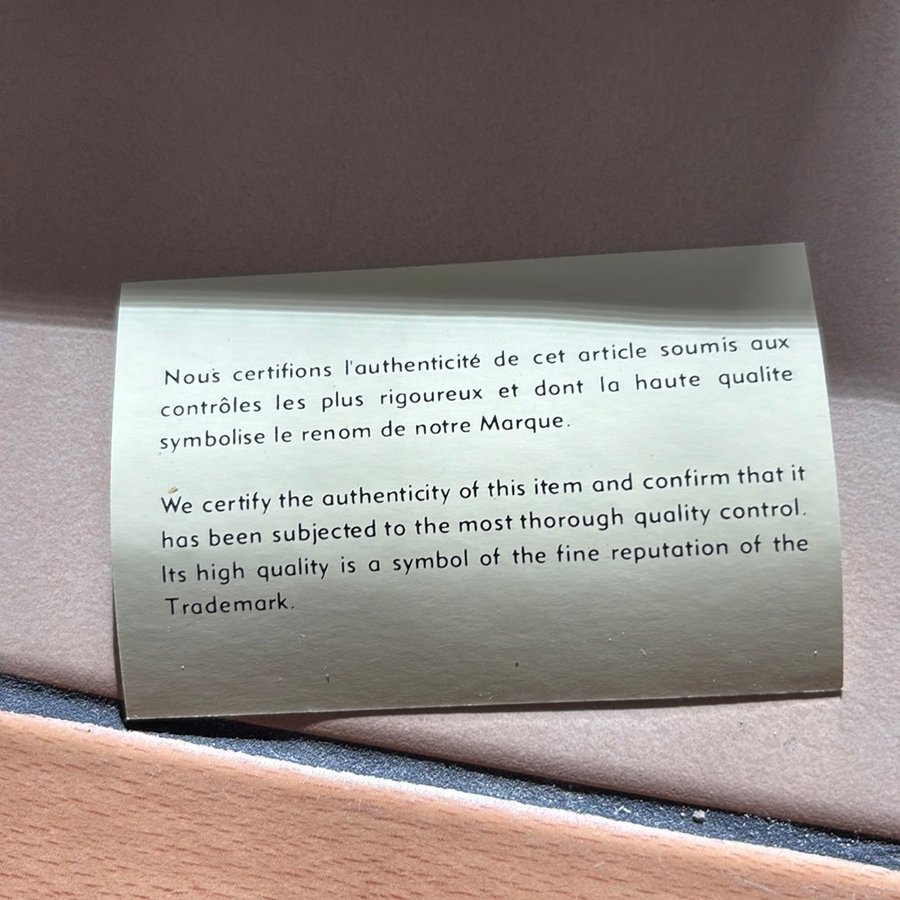 Nous certifions l'authenticité de cet article soumis aux
contrôles les plus rigoureux et dont la haute qualite
symbolise le renom de notre Marque.
We certify the authenticity of this item and confirm that it
has been subjected to the most thorough quality control.
Its high quality is a symbol of the fine reputation of the
Trademark.